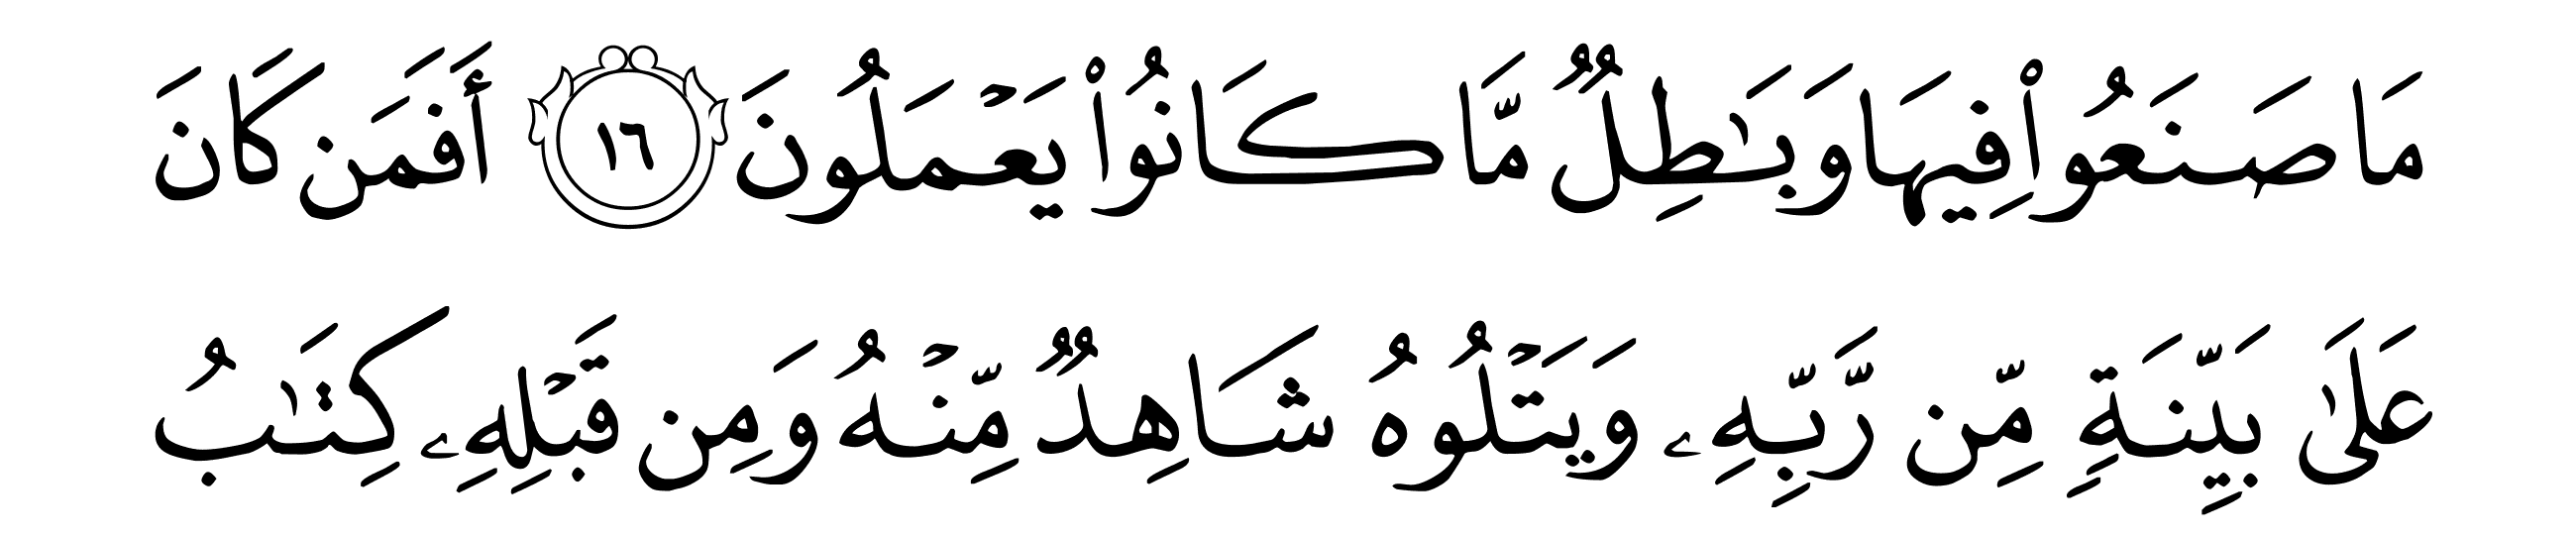 مَا صَنَعُوا۟ فِيهَا وَبَـٰطِلٌ مَّا كَانُوا۟ يَعْمَلُونَ ١٦ أَفَمَن كَانَ
عَلَىٰ بَيِّنَةٍ مِّن رَّبِّهِۦ وَيَتْلُوهُ شَاهِدٌ مِّنْهُ وَمِن قَبْلِهِۦ كِتَـٰبُ